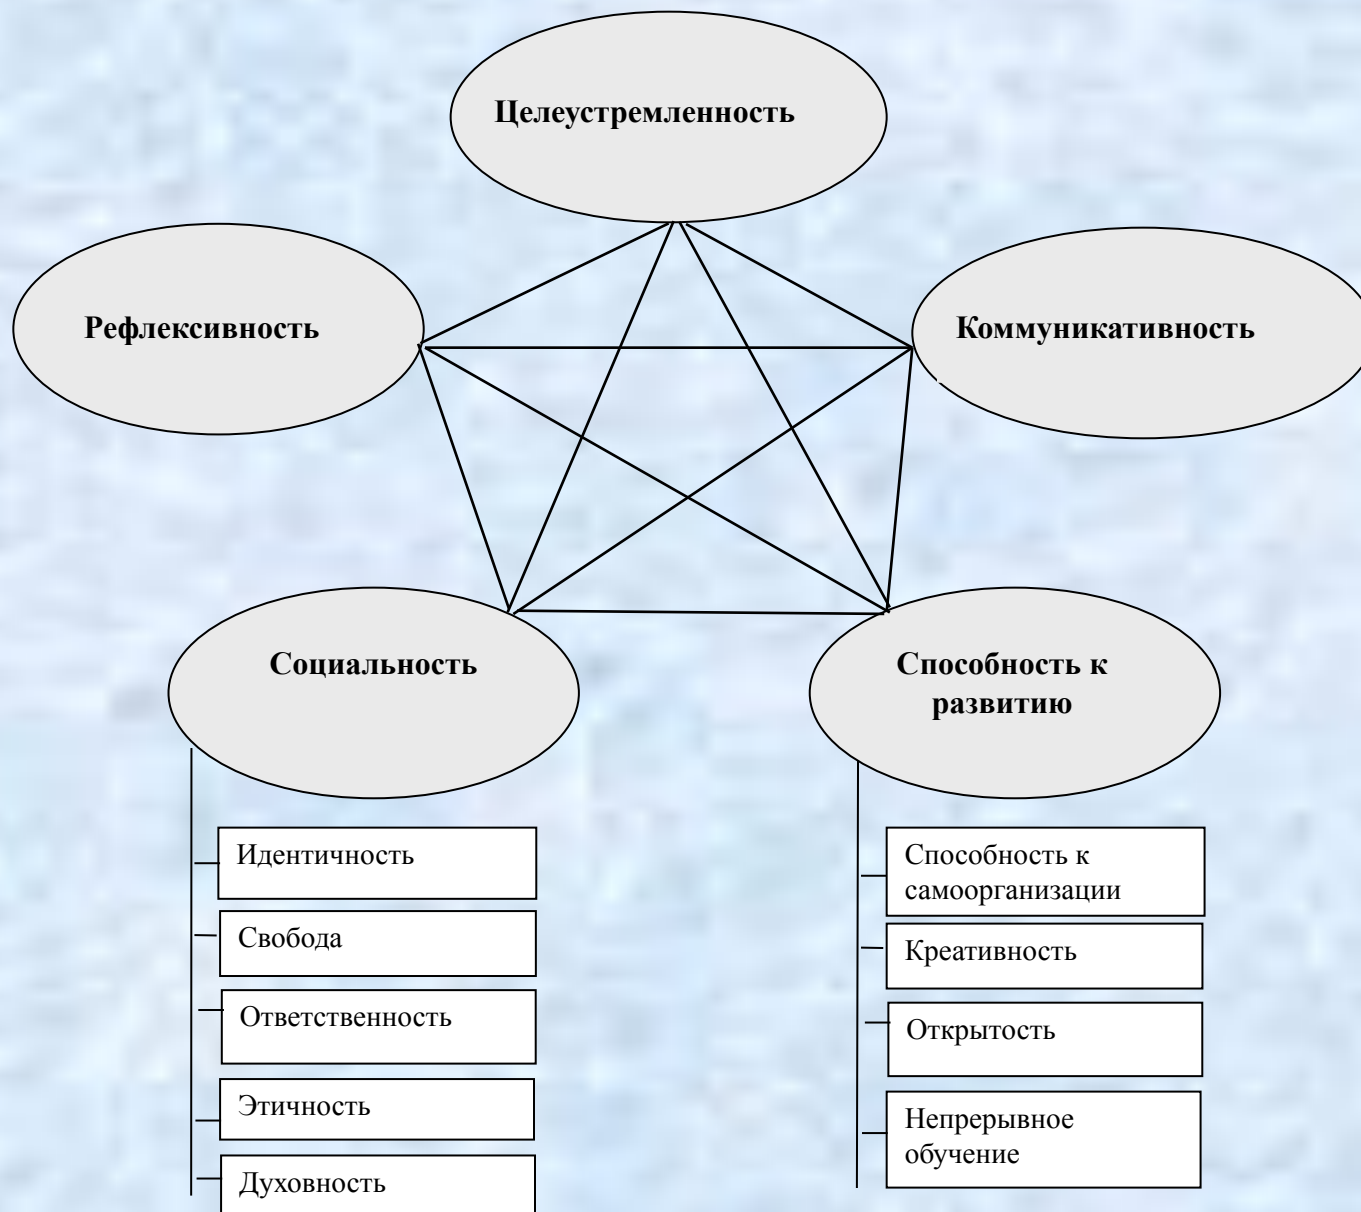 Целеустремленность
Рефлексивность
Коммуникативность
Социальность
Способность к
развитию
Идентичность
Свобода
Ответственность
Этичность
Духовность
Способность к
самоорганизации
Креативность
Открытость
Непрерывное
обучение